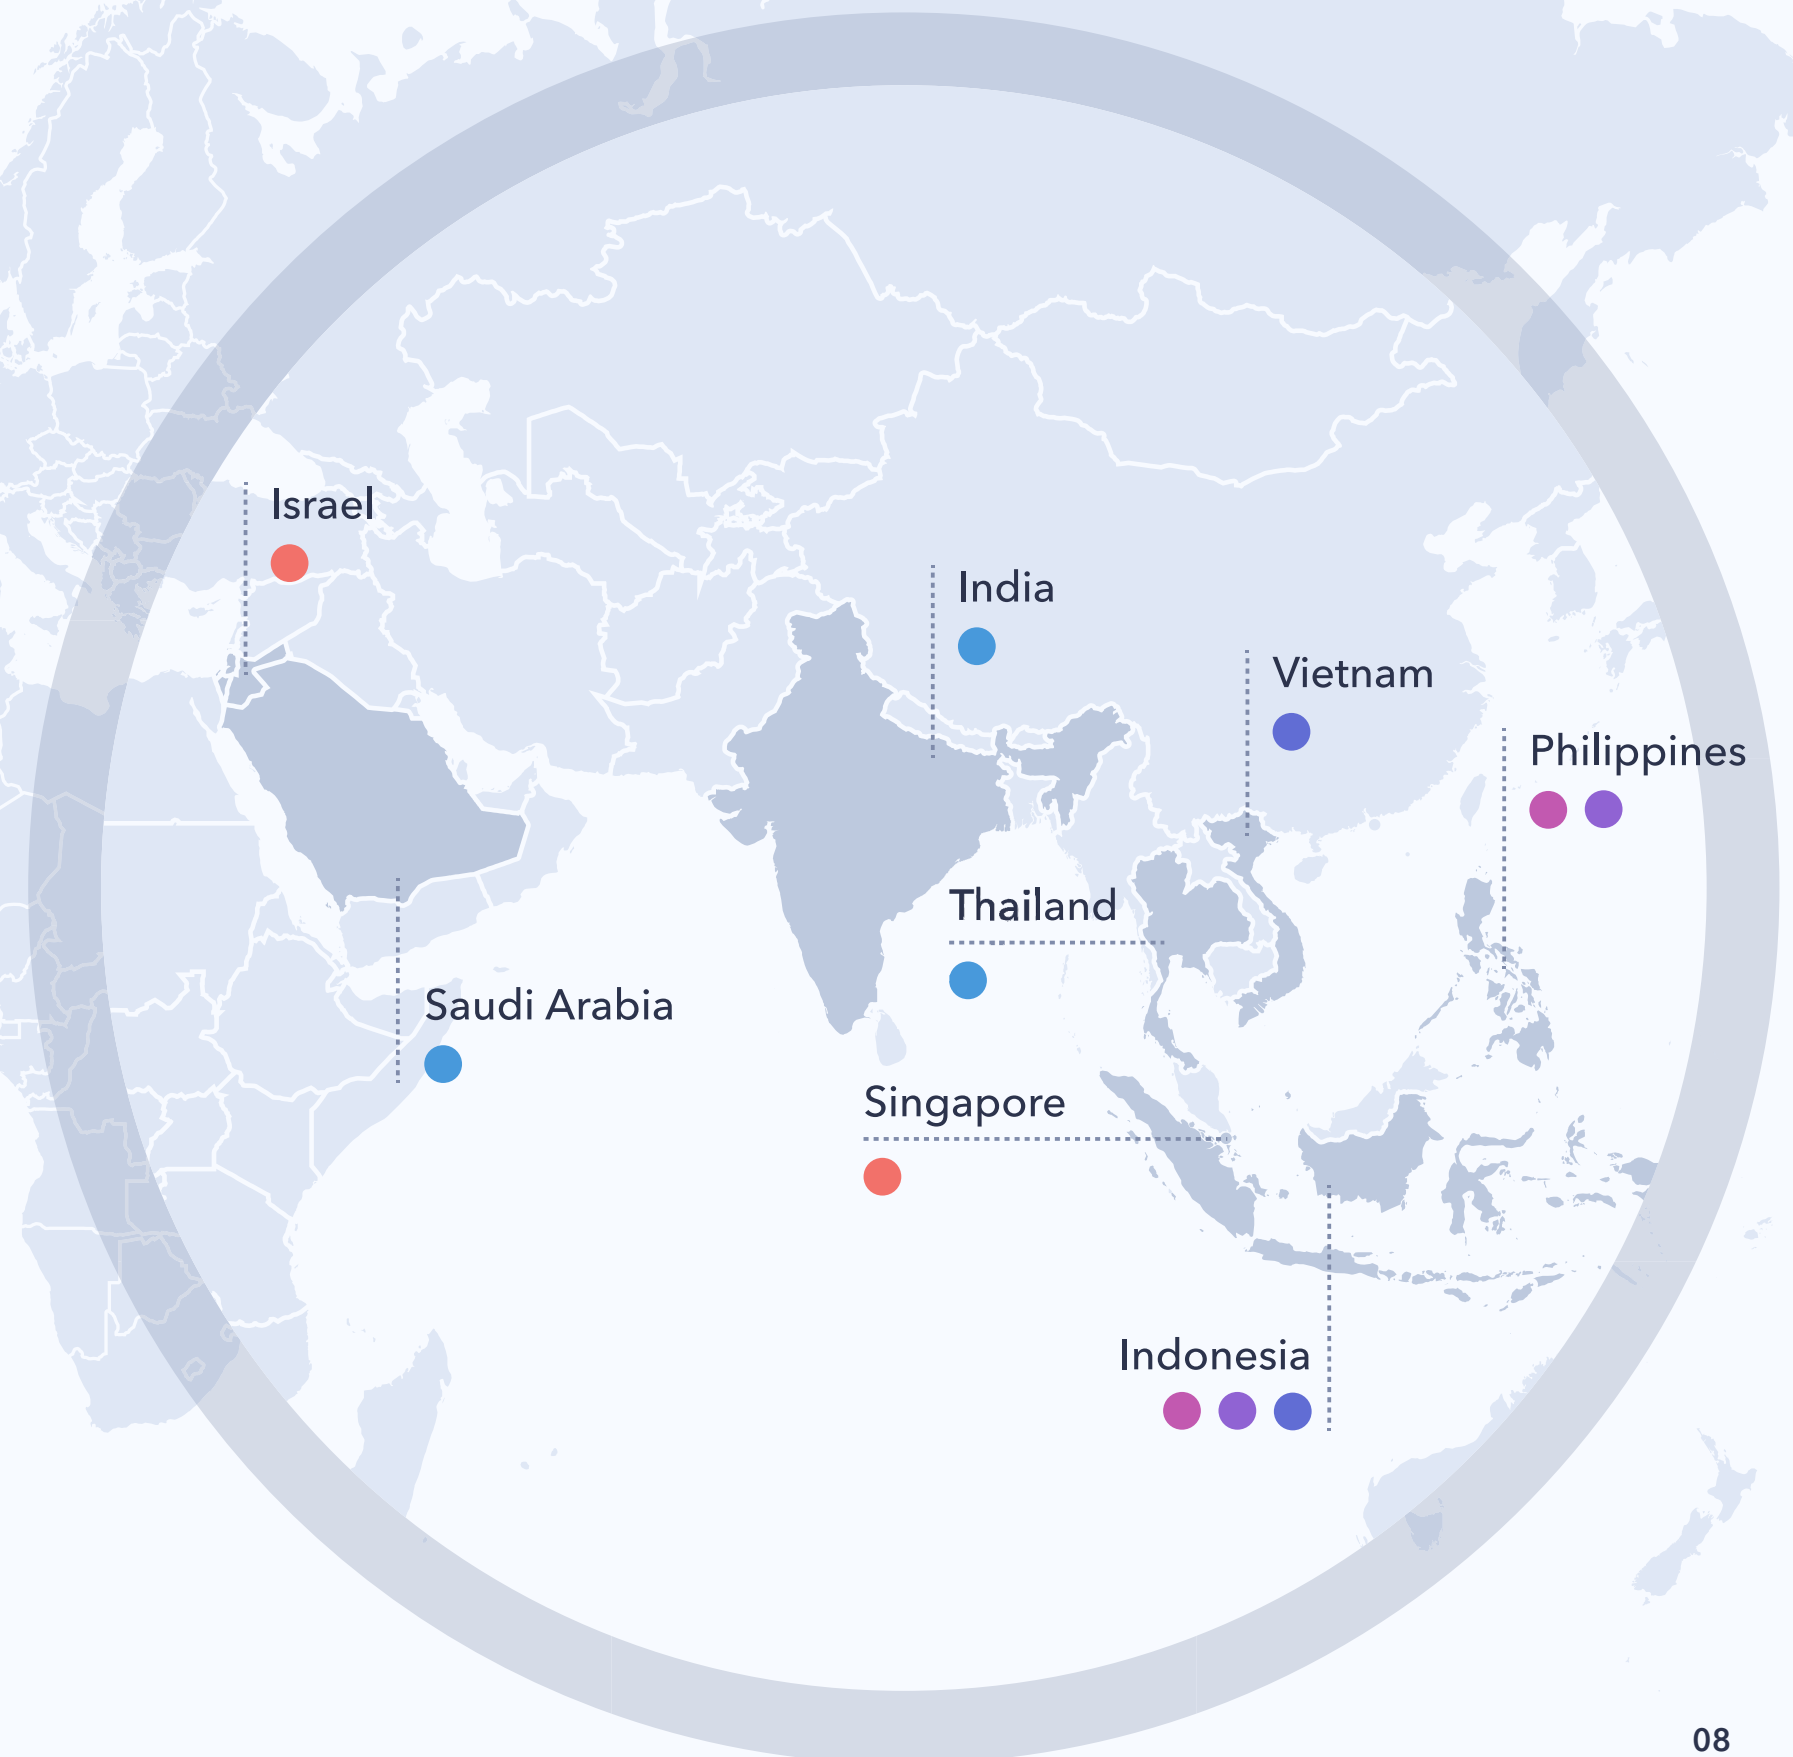 Israel
India
Vietnam
Philippines
Thailand
Saudi Arabia
Singapore
Indonesia
08